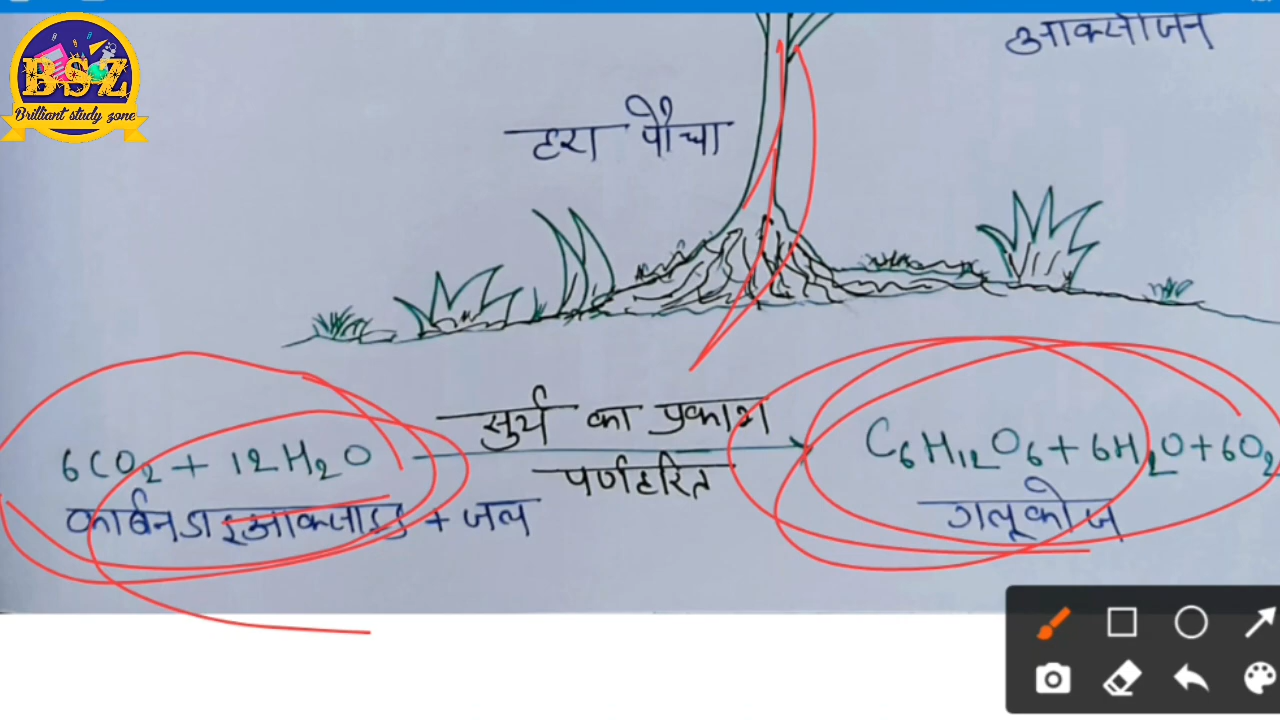 BSZ
Brilliant study zone
आक्सीजन
हरा पौधा
सुर्य का प्रकाश
6CO₂ + 12H₂O → C₆H₁₂O₆ + 6H₂O + 6O₂
पर्णहरित
कार्बनडाइआक्साइड + जल
गलूकोज